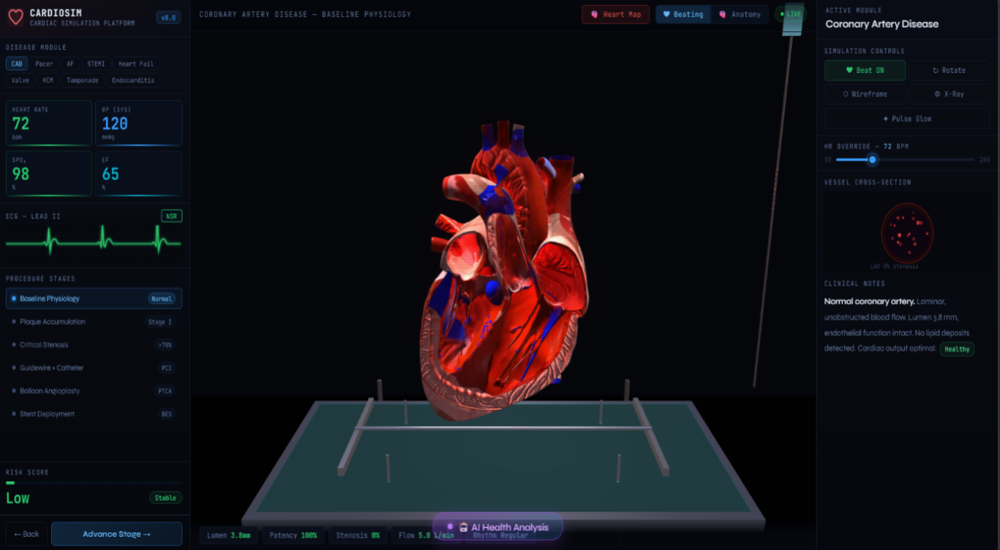 CARDIOSIM
CARDIAC SIMULATION PLATFORM
v8.0
DISEASE MODULE
CAD Pacer AF STEMI Heart Fail
Valve HCM Tamponade Endocarditis
HEART RATE
72
bpm
BP (SYS)
120
mmHg
SPO₂
98
%
EF
65
%
ECG — LEAD II
NSR
PROCEDURE STAGES
Baseline Physiology Normal
Plaque Accumulation Stage I
Critical Stenosis >70%
Guidewire + Catheter PCI
Balloon Angioplasty PTCA
Stent Deployment DES
RISK SCORE
Low Stable
← Back Advance Stage →
CORONARY ARTERY DISEASE — BASELINE PHYSIOLOGY
Heart Map Beating Anatomy LIVE
Lumen 3.8mm Patency 100% Stenosis 0% Flow 5.0 L/min Rhythm Regular
AI Health Analysis
ACTIVE MODULE
Coronary Artery Disease
SIMULATION CONTROLS
Beat ON Rotate
Wireframe X-Ray
Pulse Glow
HR OVERRIDE — 72 BPM
30 200
VESSEL CROSS-SECTION
LAD 0% stenosis
CLINICAL NOTES
Normal coronary artery. Laminar,
unobstructed blood flow. Lumen 3.8 mm,
endothelial function intact. No lipid deposits
detected. Cardiac output optimal. Healthy